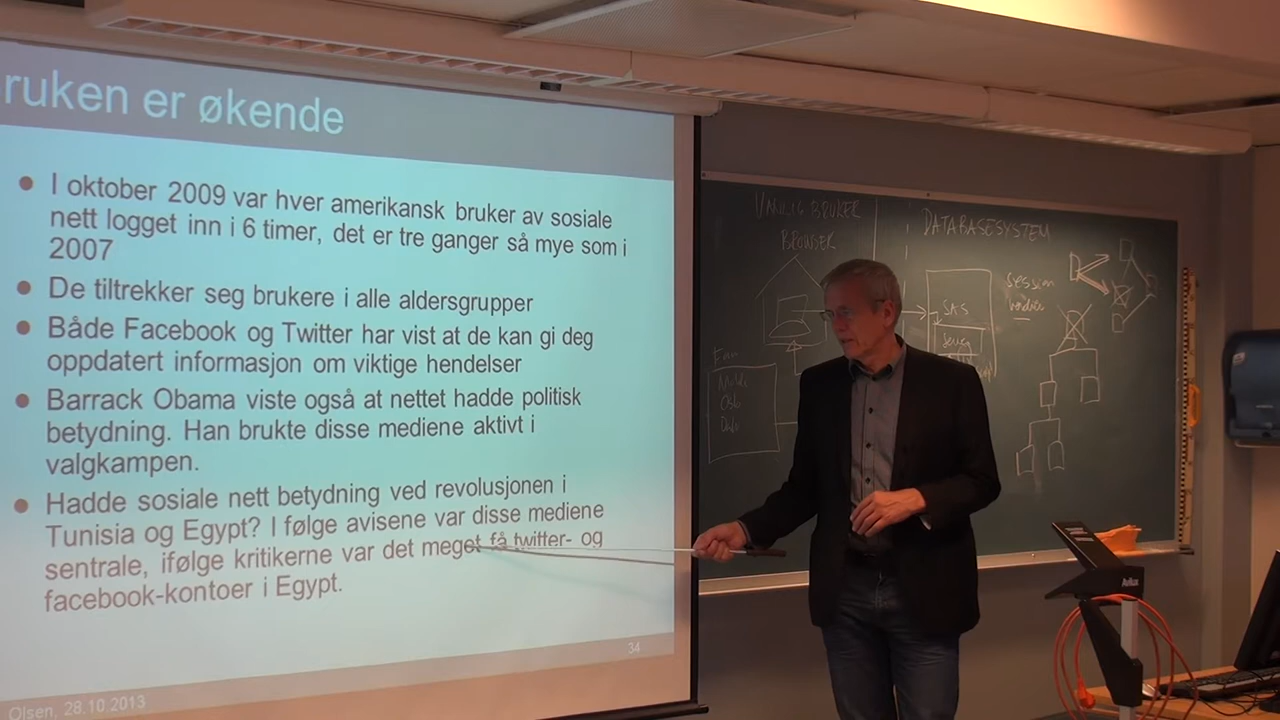 ruken er økende
I oktober 2009 var hver amerikansk bruker av sosiale
nett logget inn i 6 timer, det er tre ganger så mye som i
2007
De tiltrekker seg brukere i alle aldersgrupper
Både Facebook og Twitter har vist at de kan gi deg
oppdatert informasjon om viktige hendelser
Barrack Obama viste også at nettet hadde politisk
betydning. Han brukte disse mediene aktivt i
valgkampen.
Hadde sosiale nett betydning ved revolusjonen i
Tunisia og Egypt? I følge avisene var disse mediene
sentrale, ifølge kritikerne var det meget få twitter- og
facebook-kontoer i Egypt.
34
Olsen, 28.10.2013
VANLIG BRUKER
BROWSER
DATABASESYSTEM
session
SAS